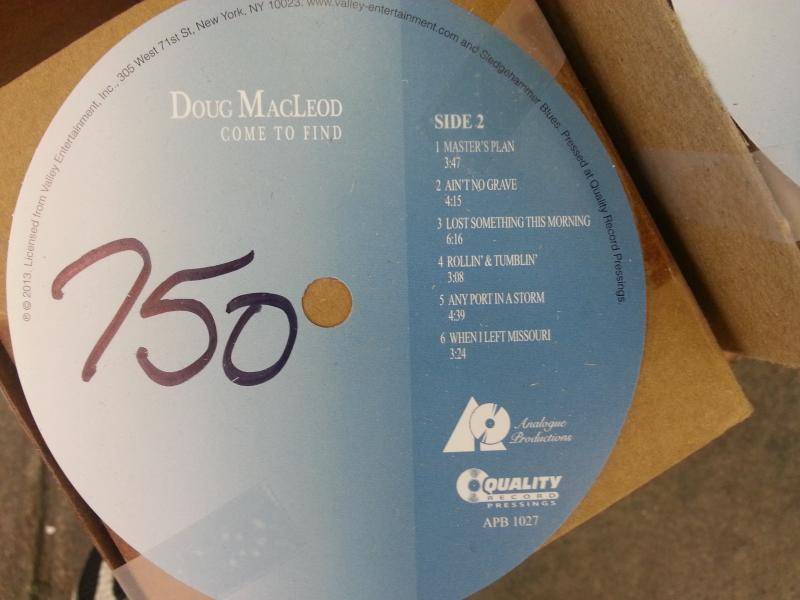 ℗ © 2013. Licensed from Valley Entertainment, Inc., 305 West 71st St, New York, NY 10023. www.valley-entertainment.com and Sledgehammer Blues. Pressed at Quality Record Pressings.
DOUG MACLEOD
COME TO FIND
SIDE 2
1 MASTER'S PLAN
3:47
2 AIN'T NO GRAVE
4:15
3 LOST SOMETHING THIS MORNING
6:16
4 ROLLIN' & TUMBLIN'
3:08
5 ANY PORT IN A STORM
4:39
6 WHEN I LEFT MISSOURI
3:24
750
Analogue
Productions
QUALITY
RECORD
PRESSINGS
APB 1027